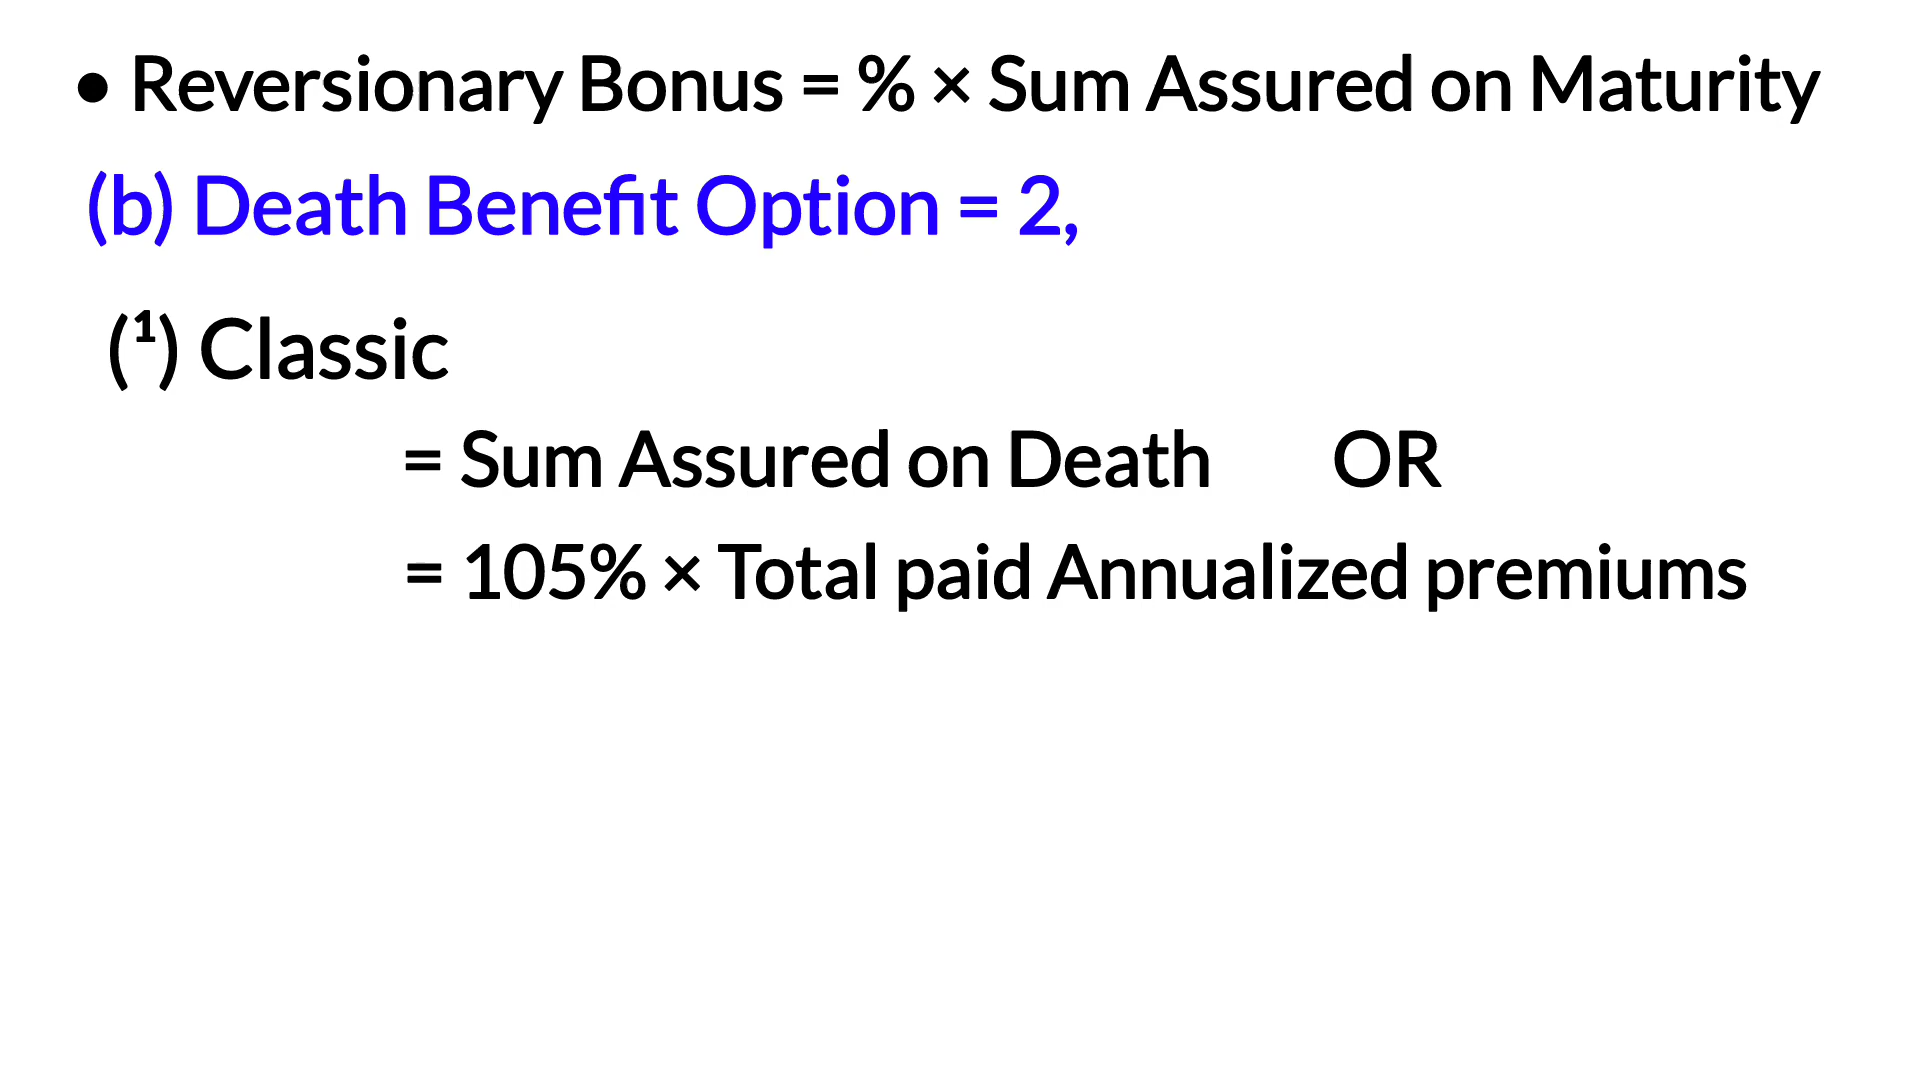 • Reversionary Bonus = % × Sum Assured on Maturity
(b) Death Benefit Option = 2,
(¹) Classic
= Sum Assured on Death OR
= 105% × Total paid Annualized premiums